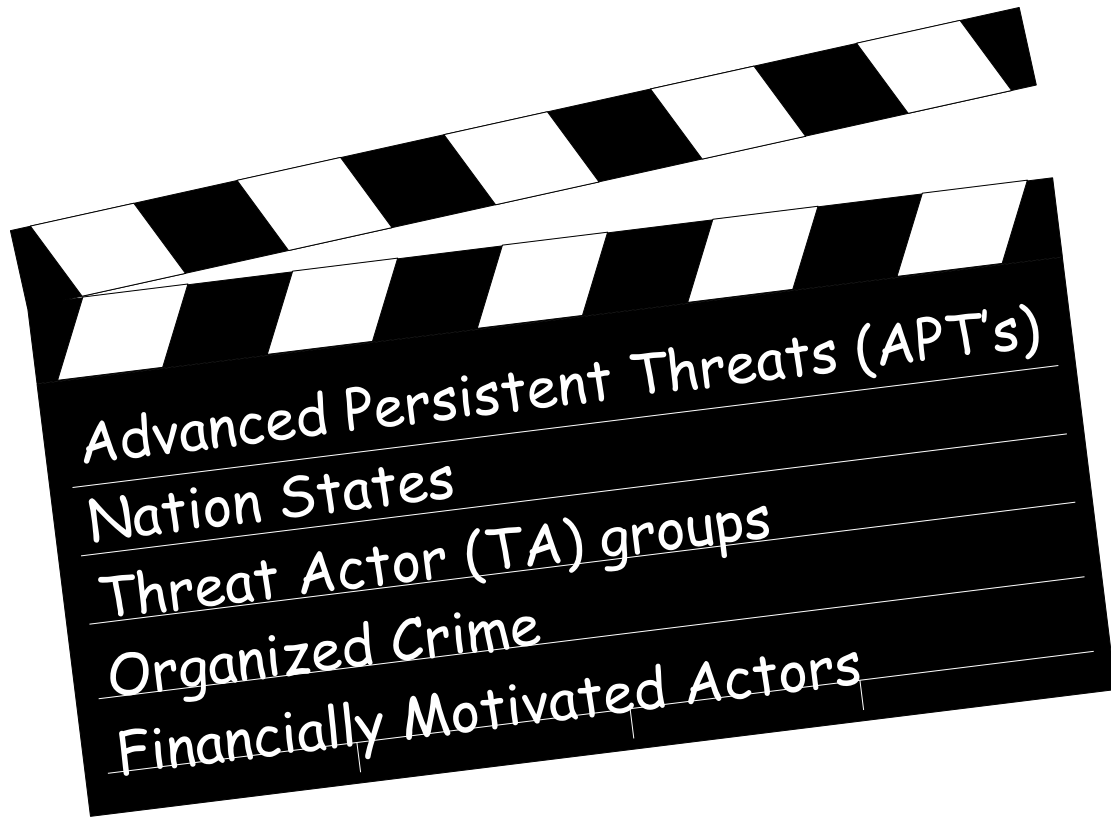 Advanced Persistent Threats (APT's)
Nation States
Threat Actor (TA) groups
Organized Crime
Financially Motivated Actors